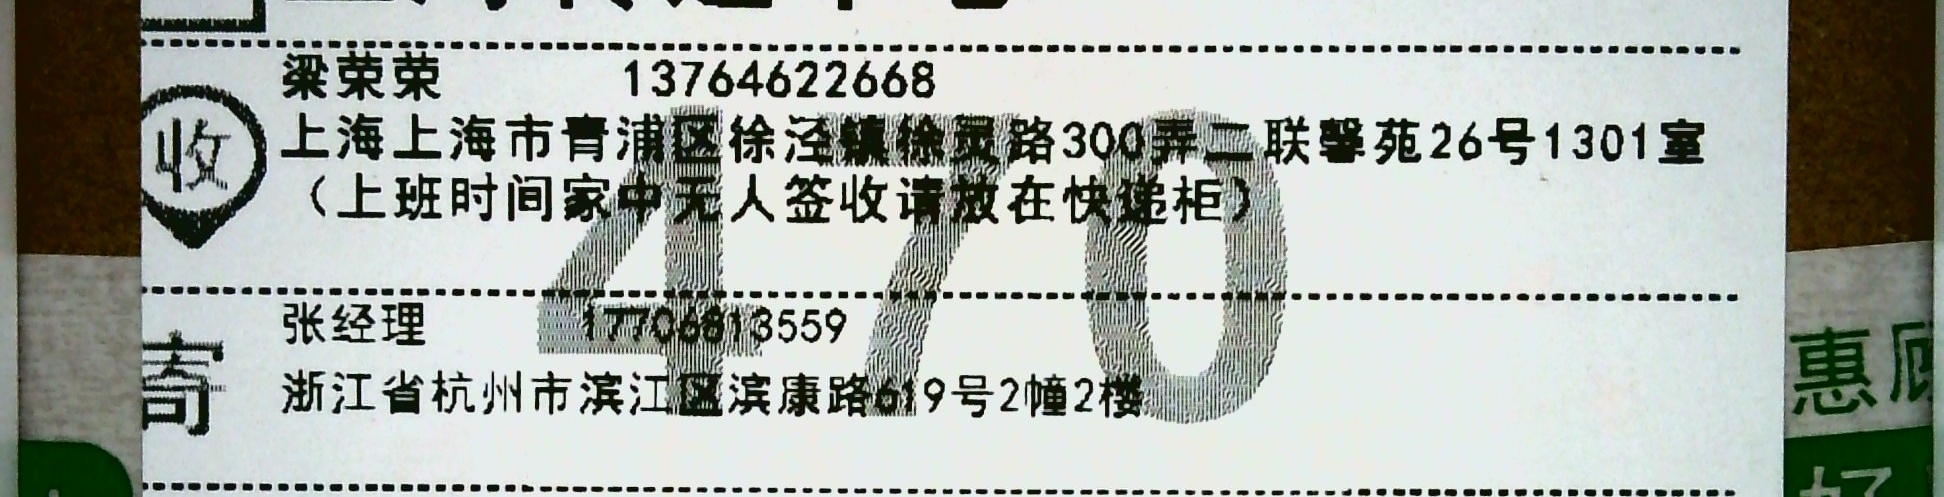 梁荣荣 13764622668
收
上海上海市青浦区徐泾镇徐灵路300弄二联馨苑26号1301室
（上班时间家中无人签收请放在快递柜）
470
张经理 17706813559
寄
浙江省杭州市滨江区滨康路619号2幢2楼
惠顾
好